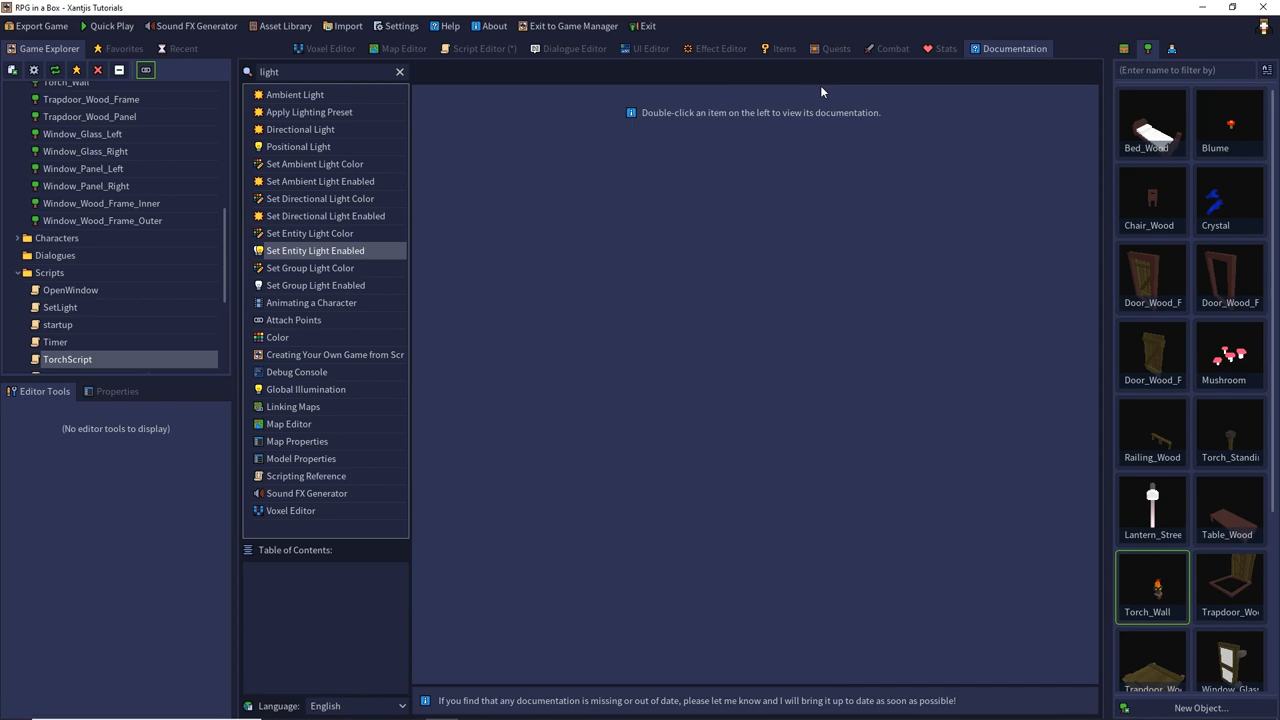 RPG in a Box - Xantjis Tutorials
Export Game Quick Play Sound FX Generator Asset Library Import Settings Help About Exit to Game Manager Exit
Game Explorer Favorites Recent Voxel Editor Map Editor Script Editor (*) Dialogue Editor UI Editor Effect Editor Items Quests Combat Stats Documentation
Torch_Wall
Trapdoor_Wood_Frame
Trapdoor_Wood_Panel
Window_Glass_Left
Window_Glass_Right
Window_Panel_Left
Window_Panel_Right
Window_Wood_Frame_Inner
Window_Wood_Frame_Outer
Characters
Dialogues
Scripts
OpenWindow
SetLight
startup
Timer
TorchScript
Editor Tools Properties
(No editor tools to display)
light
Ambient Light
Apply Lighting Preset
Directional Light
Positional Light
Set Ambient Light Color
Set Ambient Light Enabled
Set Directional Light Color
Set Directional Light Enabled
Set Entity Light Color
Set Entity Light Enabled
Set Group Light Color
Set Group Light Enabled
Animating a Character
Attach Points
Color
Creating Your Own Game from Scr
Debug Console
Global Illumination
Linking Maps
Map Editor
Map Properties
Model Properties
Scripting Reference
Sound FX Generator
Voxel Editor
Table of Contents:
Language: English
Double-click an item on the left to view its documentation.
If you find that any documentation is missing or out of date, please let me know and I will bring it up to date as soon as possible!
(Enter name to filter by)
Bed_Wood Blume
Chair_Wood Crystal
Door_Wood_F Door_Wood_F
Door_Wood_F Mushroom
Railing_Wood Torch_Standi
Lantern_Stree Table_Wood
Torch_Wall Trapdoor_Wo
Trapdoor_Wo Window_Glass
New Object...